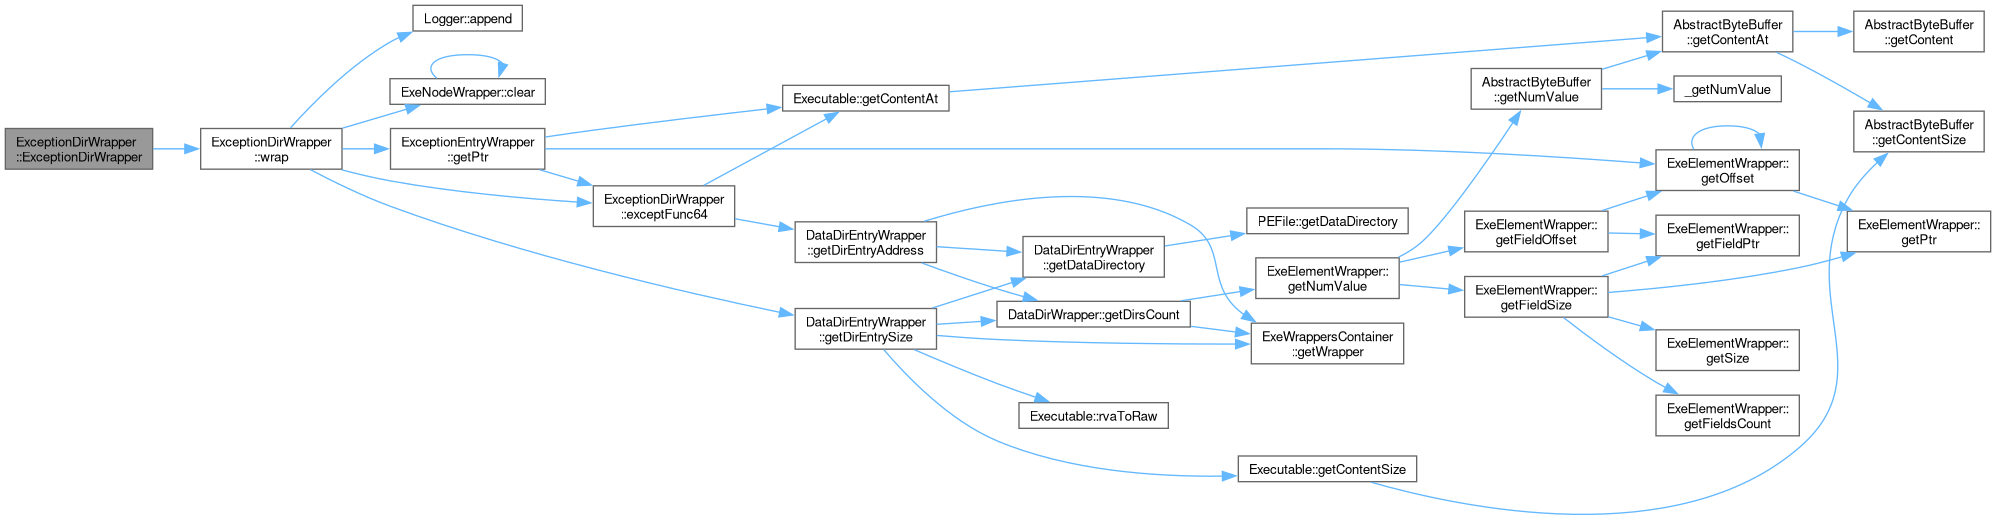 ExceptionDirWrapper
::ExceptionDirWrapper
ExceptionDirWrapper
::wrap
Logger::append
ExeNodeWrapper::clear
ExceptionEntryWrapper
::getPtr
ExceptionDirWrapper
::exceptFunc64
Executable::getContentAt
DataDirEntryWrapper
::getDirEntryAddress
DataDirEntryWrapper
::getDirEntrySize
DataDirEntryWrapper
::getDataDirectory
DataDirWrapper::getDirsCount
Executable::rvaToRaw
PEFile::getDataDirectory
ExeElementWrapper::
getNumValue
ExeWrappersContainer
::getWrapper
Executable::getContentSize
AbstractByteBuffer
::getNumValue
ExeElementWrapper::
getFieldOffset
ExeElementWrapper::
getFieldSize
AbstractByteBuffer
::getContentAt
_getNumValue
ExeElementWrapper::
getOffset
ExeElementWrapper::
getFieldPtr
ExeElementWrapper::
getSize
ExeElementWrapper::
getFieldsCount
AbstractByteBuffer
::getContent
AbstractByteBuffer
::getContentSize
ExeElementWrapper::
getPtr